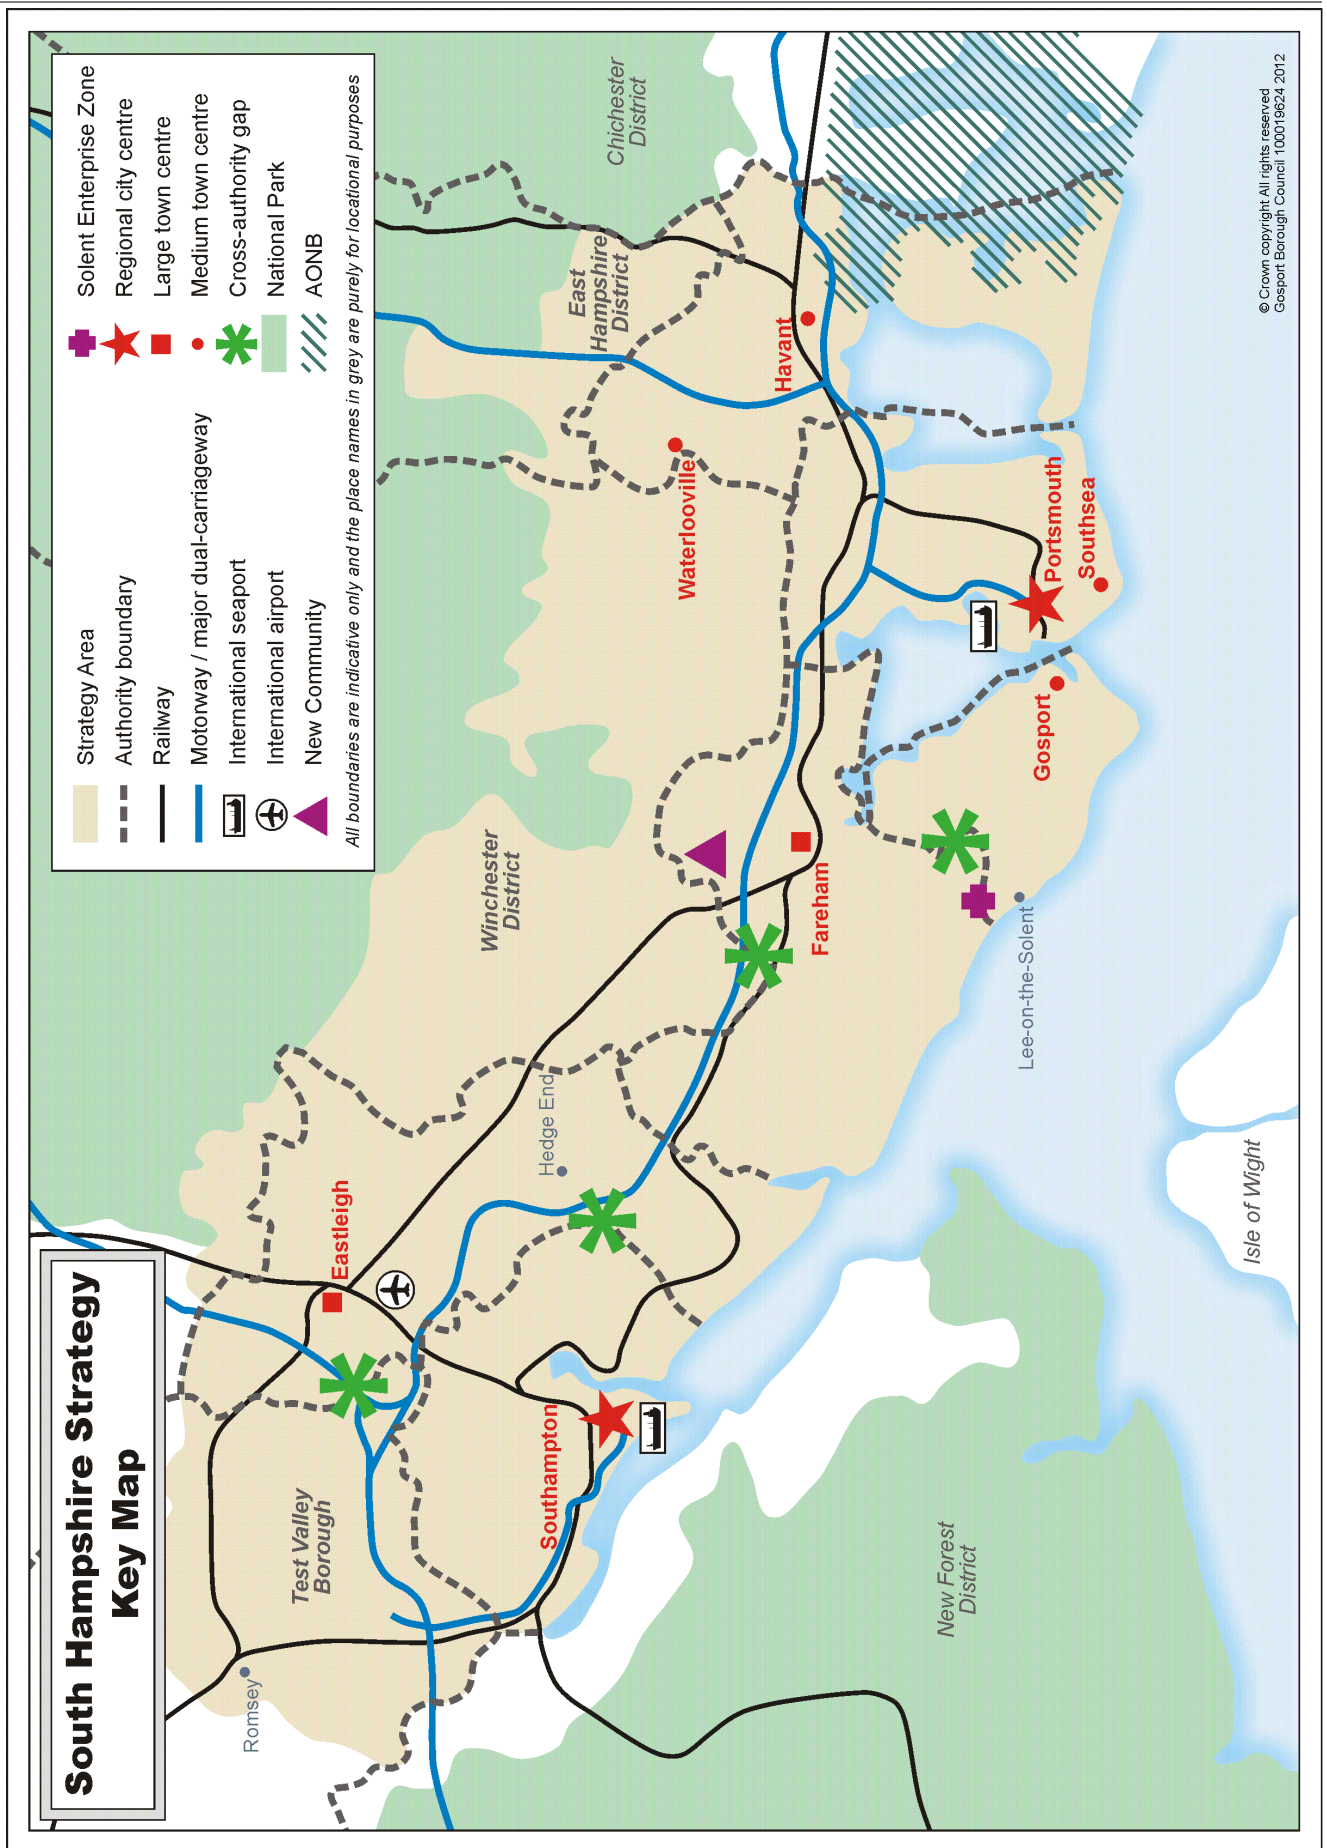 South Hampshire Strategy
Key Map
Strategy Area
Authority boundary
Railway
Motorway / major dual-carriageway
International seaport
International airport
New Community
Solent Enterprise Zone
Regional city centre
Large town centre
Medium town centre
Cross-authority gap
National Park
AONB
All boundaries are indicative only and the place names in grey are purely for locational purposes
Chichester
District
East
Hampshire
District
Winchester
District
Test Valley
Borough
Romsey
Eastleigh
Hedge End
Southampton
Fareham
Waterlooville
Havant
Portsmouth
Southsea
Gosport
Lee-on-the-Solent
New Forest
District
Isle of Wight
© Crown copyright All rights reserved
Gosport Borough Council 100019624 2012